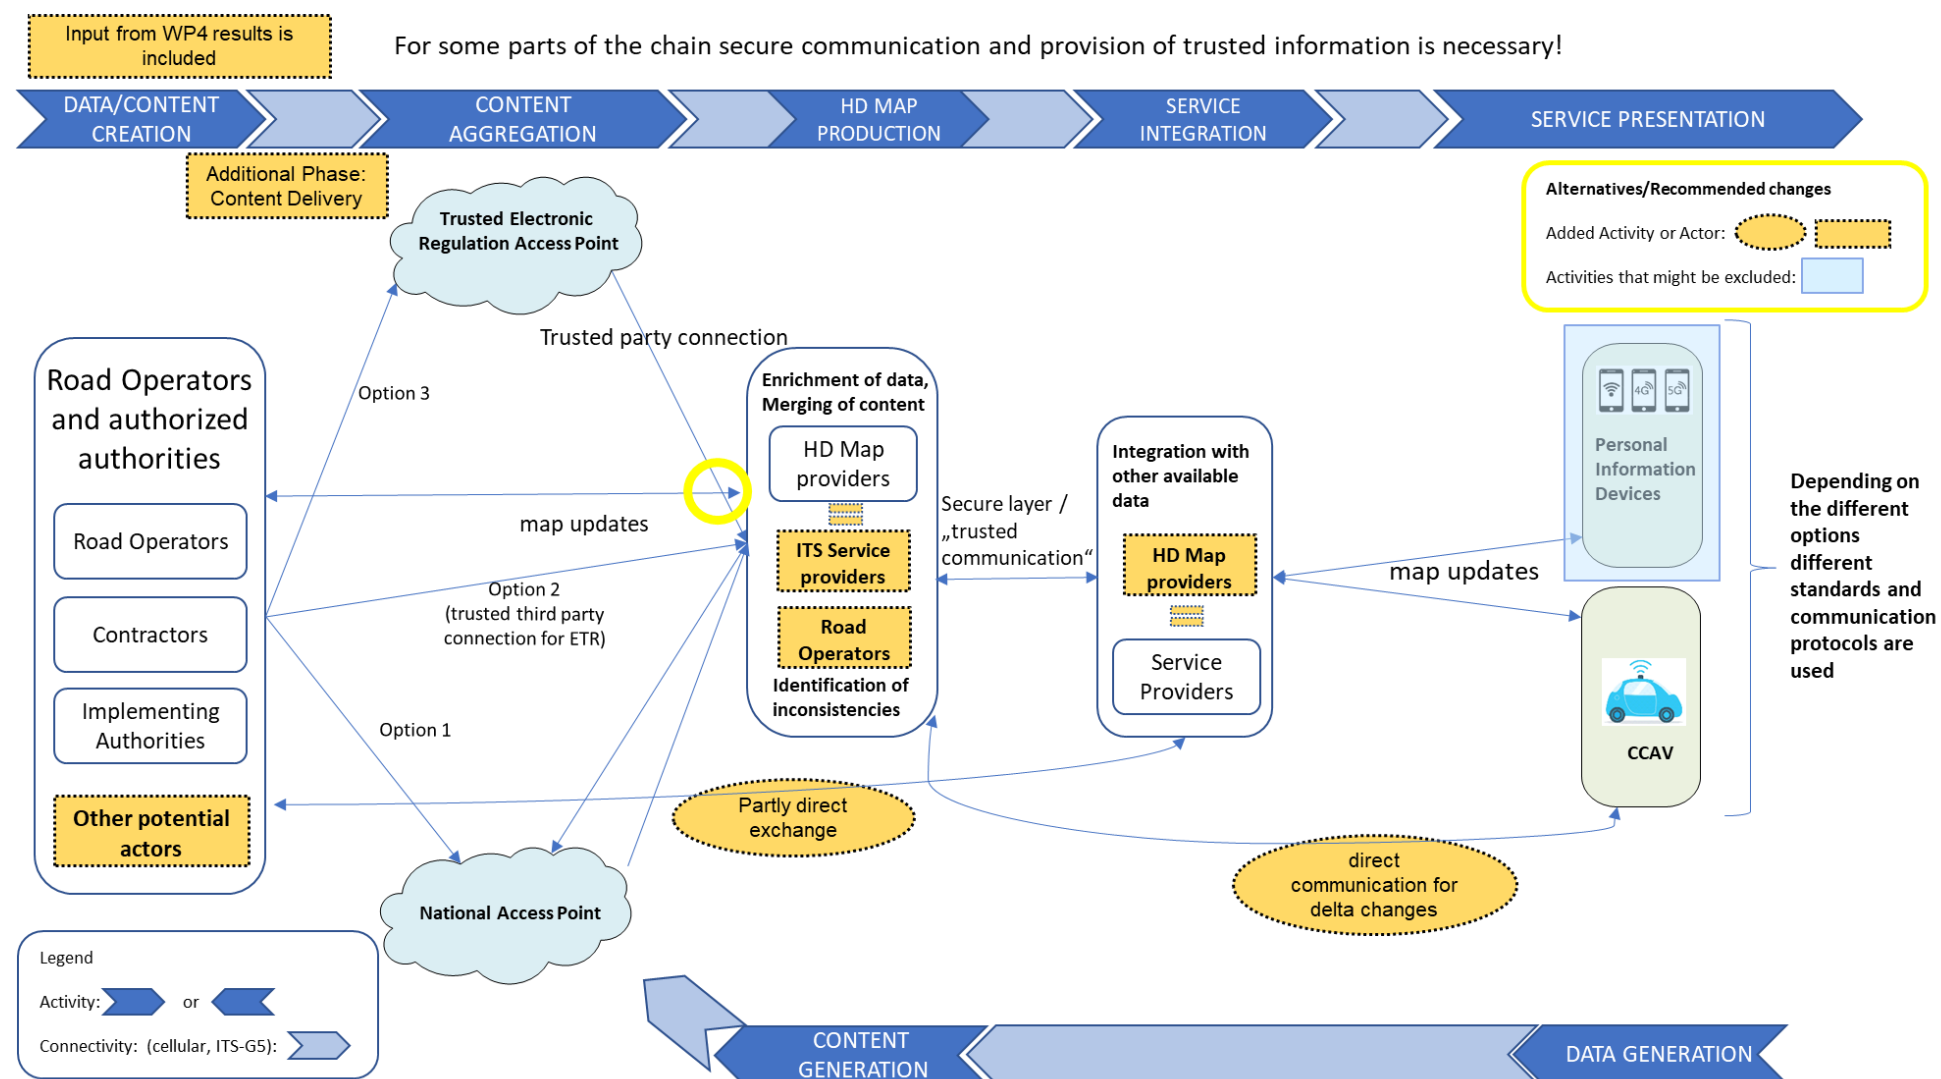 Input from WP4 results is
included
For some parts of the chain secure communication and provision of trusted information is necessary!
DATA/CONTENT
CREATION
CONTENT
AGGREGATION
HD MAP
PRODUCTION
SERVICE
INTEGRATION
SERVICE PRESENTATION
Additional Phase:
Content Delivery
Trusted Electronic
Regulation Access Point
Alternatives/Recommended changes
Added Activity or Actor:
Activities that might be excluded:
Trusted party connection
Option 3
Road Operators
and authorized
authorities
Road Operators
Contractors
Implementing
Authorities
Other potential
actors
map updates
Option 2
(trusted third party
connection for ETR)
Option 1
Enrichment of data,
Merging of content
HD Map
providers
ITS Service
providers
Road
Operators
Identification of
inconsistencies
Secure layer /
„trusted
communication“
Integration with
other available
data
HD Map
providers
Service
Providers
map updates
4G
5G
Personal
Information
Devices
CCAV
Depending on
the different
options
different
standards and
communication
protocols are
used
Partly direct
exchange
direct
communication for
delta changes
National Access Point
Legend
Activity:
or
Connectivity: (cellular, ITS-G5):
CONTENT
GENERATION
DATA GENERATION